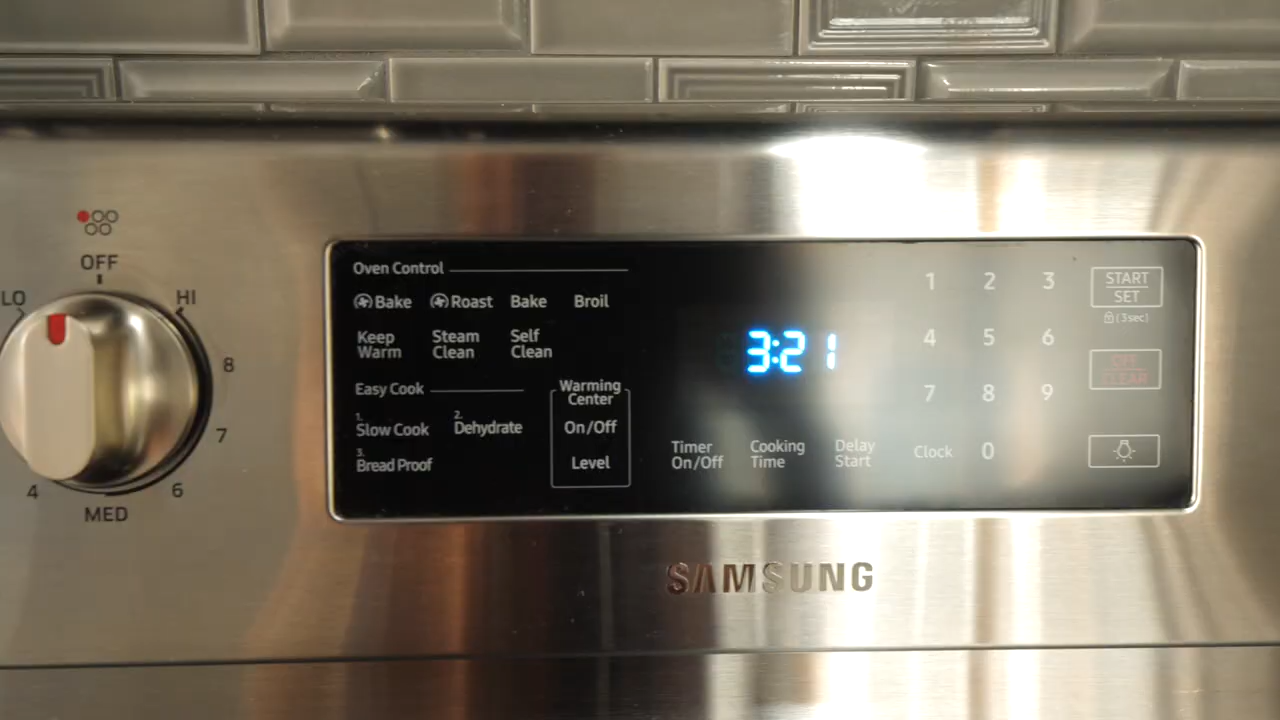 OFF
LO
HI
8
7
6
MED
4
Oven Control
Bake Roast Bake Broil
Keep Warm Steam Clean Self Clean
Easy Cook
1. Slow Cook 2. Dehydrate
3. Bread Proof
Warming Center
On/Off
Level
3:21
Timer On/Off
Cooking Time
Delay Start
Clock
1 2 3
4 5 6
7 8 9
0
START
SET
(3sec)
OFF
CLEAR
SAMSUNG